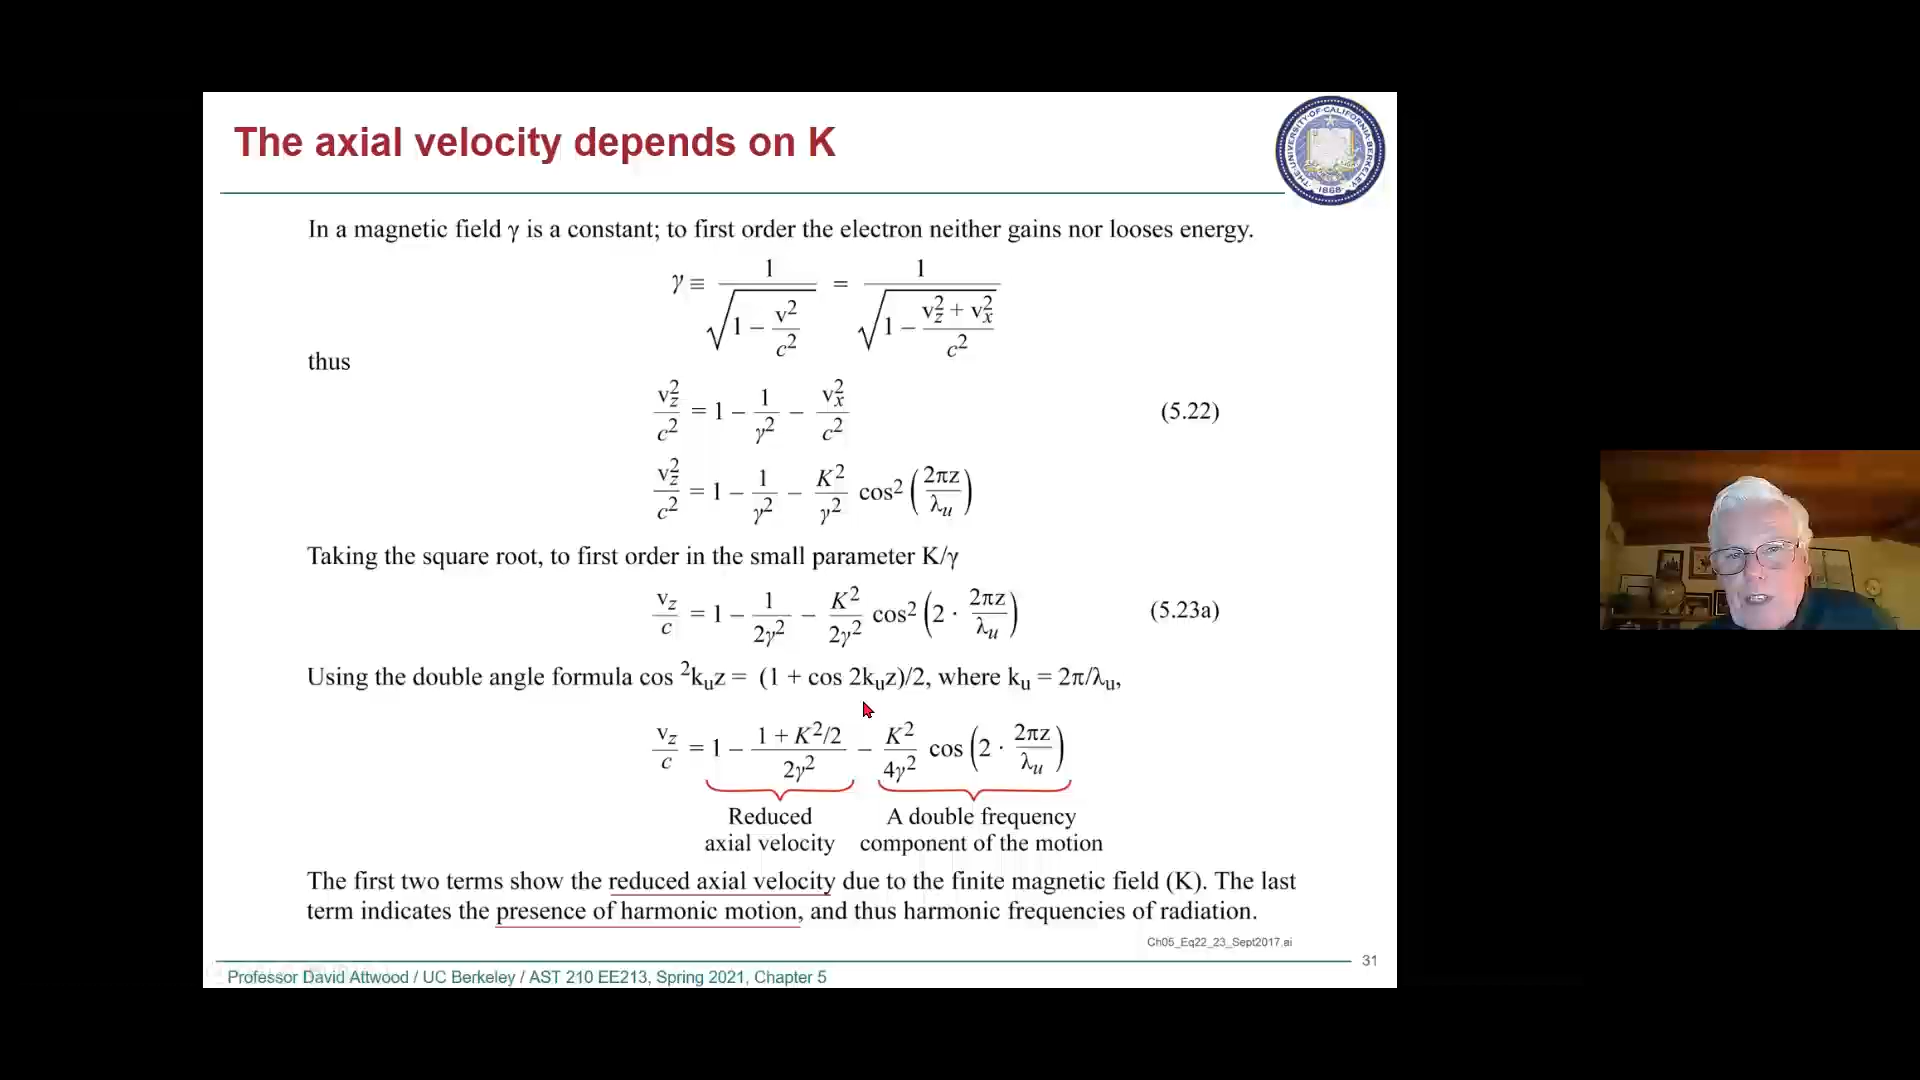 The axial velocity depends on K
UNIVERSITY OF CALIFORNIA BERKELEY
THE
1868
In a magnetic field γ is a constant; to first order the electron neither gains nor looses energy.
γ ≡ 1 / √(1 − v²/c²) = 1 / √(1 − (v_z² + v_x²)/c²)
thus
v_z²/c² = 1 − 1/γ² − v_x²/c² (5.22)
v_z²/c² = 1 − 1/γ² − K²/γ² cos² (2πz/λ_u)
Taking the square root, to first order in the small parameter K/γ
v_z/c = 1 − 1/2γ² − K²/2γ² cos² (2 · 2πz/λ_u) (5.23a)
Using the double angle formula cos ²k_uz = (1 + cos 2k_uz)/2, where k_u = 2π/λ_u,
v_z/c = 1 − (1 + K²/2)/2γ² − K²/4γ² cos (2 · 2πz/λ_u)
Reduced
axial velocity
A double frequency
component of the motion
The first two terms show the reduced axial velocity due to the finite magnetic field (K). The last
term indicates the presence of harmonic motion, and thus harmonic frequencies of radiation.
Ch05_Eq22_23_Sept2017.ai
31
Professor David Attwood / UC Berkeley / AST 210 EE213, Spring 2021, Chapter 5